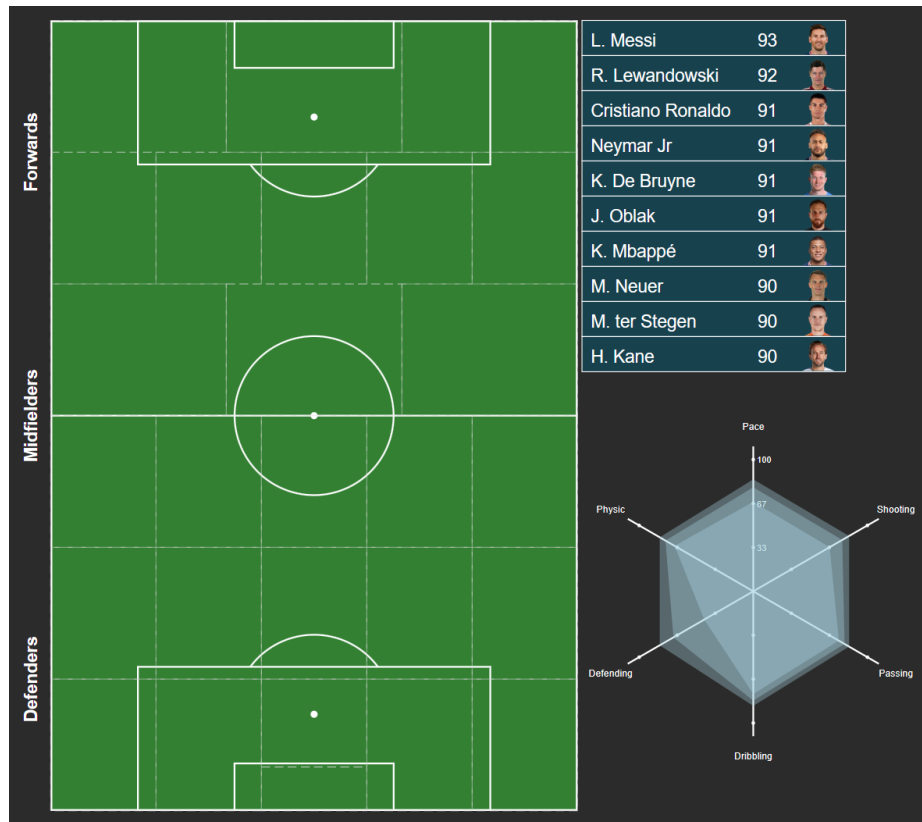 Forwards
Midfielders
Defenders
L. Messi 93
R. Lewandowski 92
Cristiano Ronaldo 91
Neymar Jr 91
K. De Bruyne 91
J. Oblak 91
K. Mbappé 91
M. Neuer 90
M. ter Stegen 90
H. Kane 90
Pace
100
Physic
67
Shooting
33
Defending
Passing
Dribbling